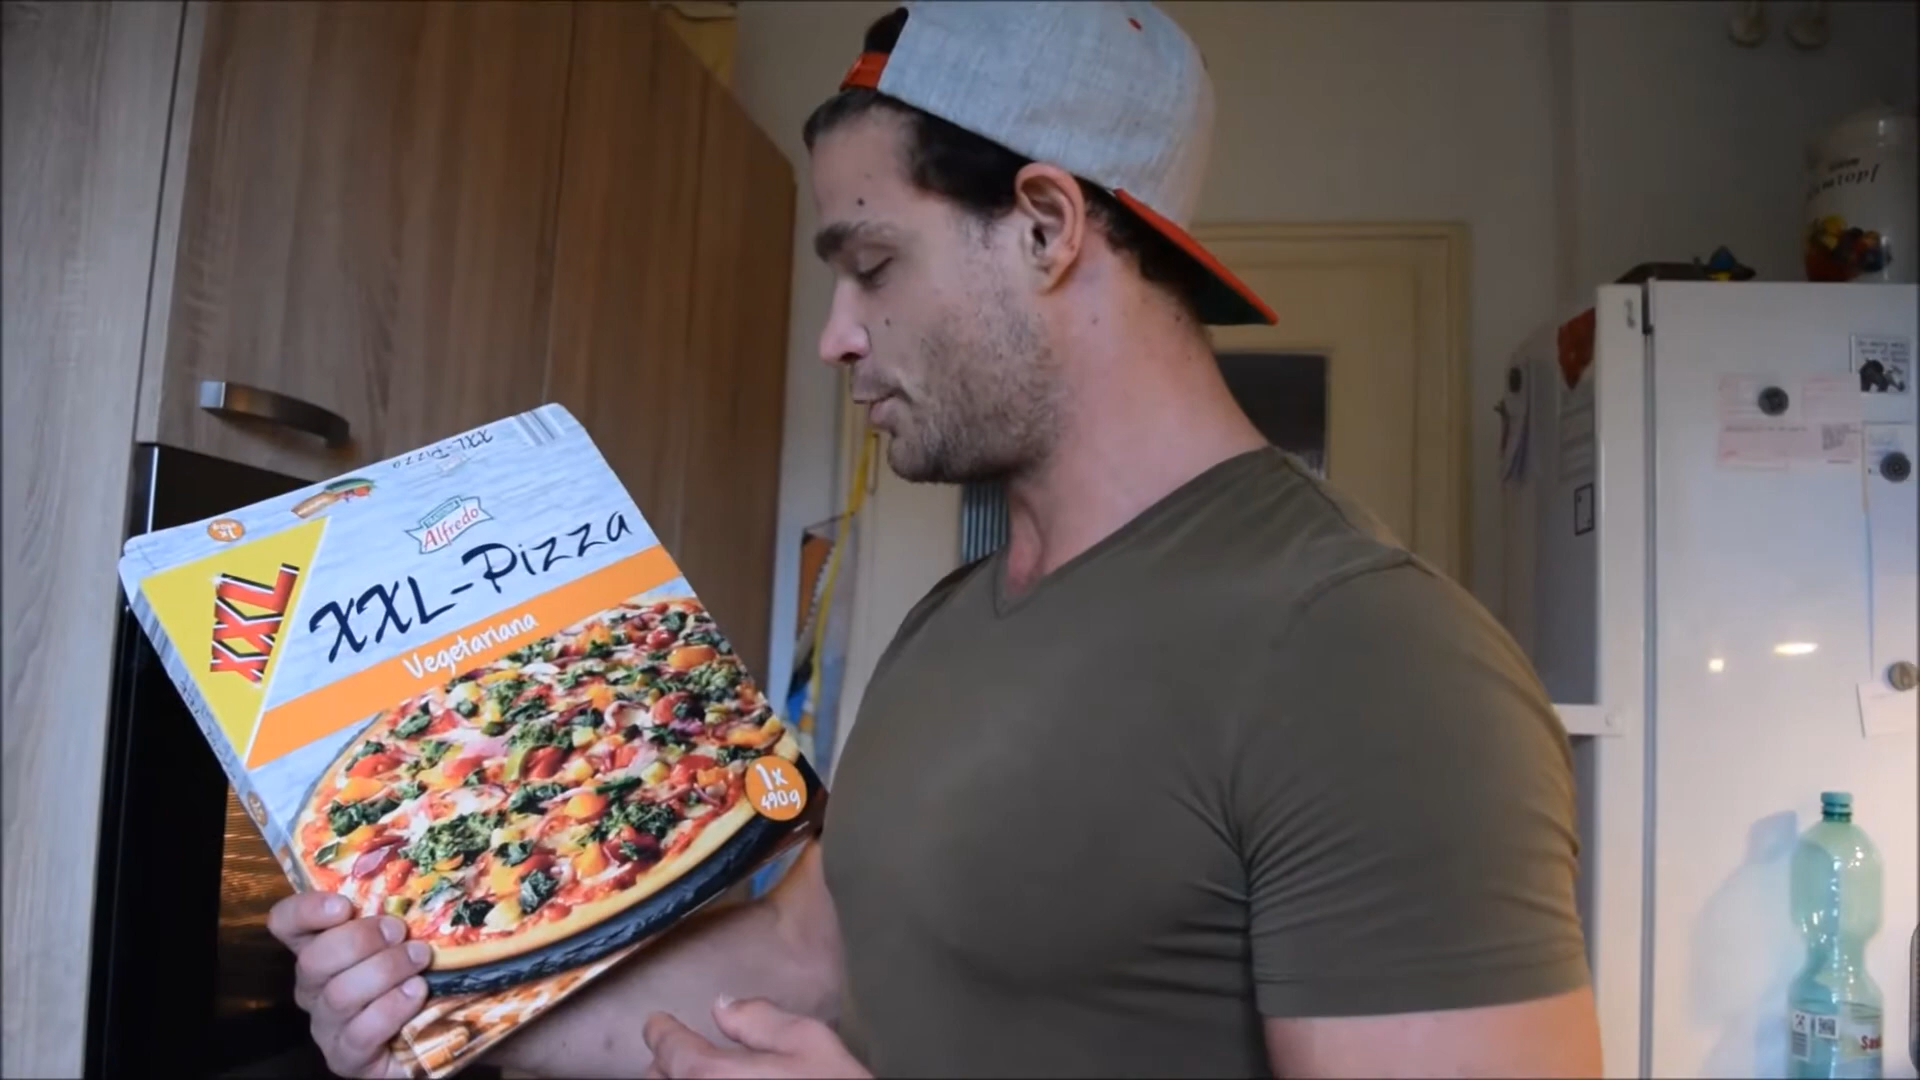 XXL-Pizza
Alfredo
XXL
XXL-Pizza
Vegetariana
1x
490g